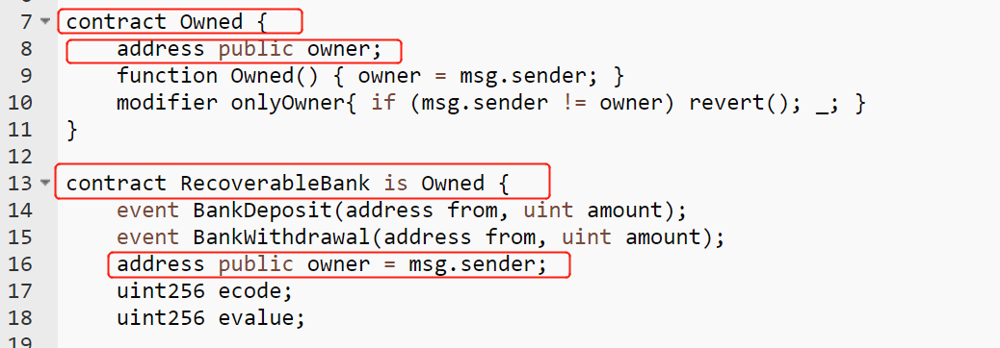 7 contract Owned {
8 address public owner;
9 function Owned() { owner = msg.sender; }
10 modifier onlyOwner{ if (msg.sender != owner) revert(); _; }
11 }
12
13 contract RecoverableBank is Owned {
14 event BankDeposit(address from, uint amount);
15 event BankWithdrawal(address from, uint amount);
16 address public owner = msg.sender;
17 uint256 ecode;
18 uint256 evalue;